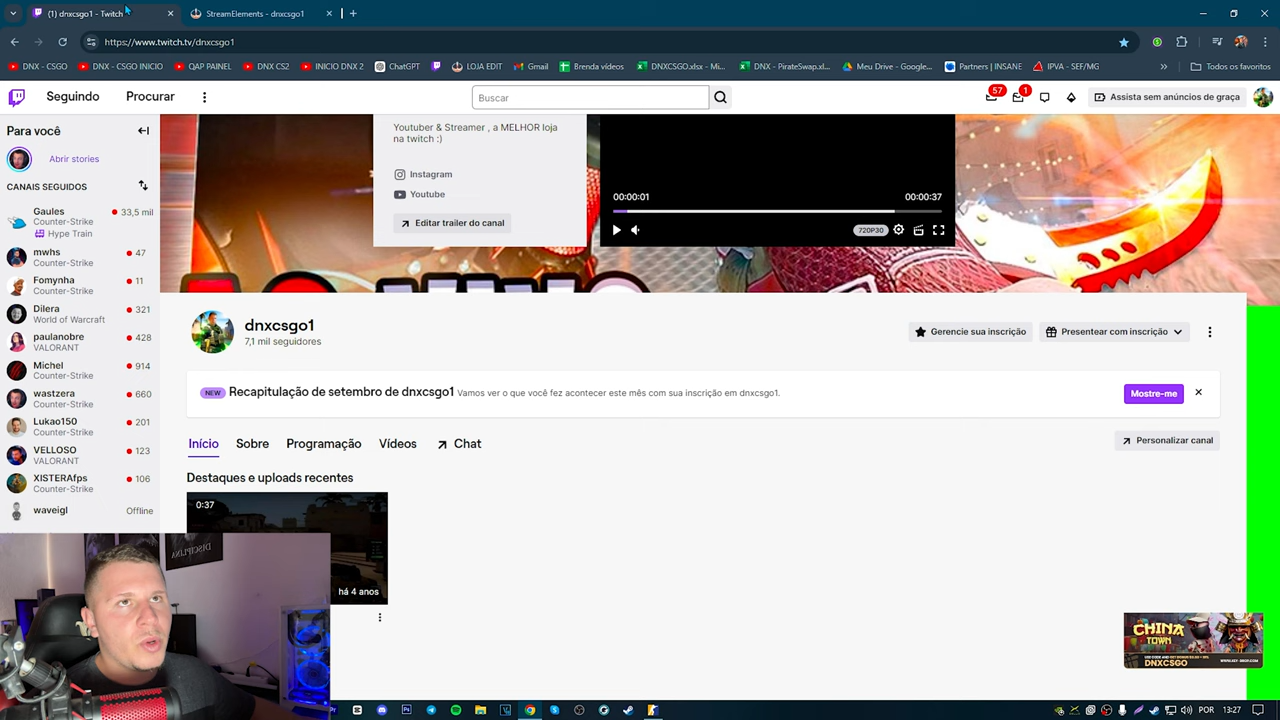 (1) dnxcsgo1 - Twitch
StreamElements - dnxcsgo1
https://www.twitch.tv/dnxcsgo1
DNX - CSGO
DNX - CSGO INICIO
QAP PAINEL
DNX CS2
INICIO DNX 2
ChatGPT
LOJA EDIT
Gmail
Brenda vídeos
DNXCSGO.xlsx - Mi...
DNX - PirateSwap.xl...
Meu Drive - Google...
Partners | INSANE
IPVA - SEF/MG
Todos os favoritos
Seguindo
Procurar
Buscar
57
1
Assista sem anúncios de graça
Para você
Abrir stories
CANAIS SEGUIDOS
Gaules
33,5 mil
Counter-Strike
Hype Train
mwhs
47
Counter-Strike
Fomynha
11
Counter-Strike
Dilera
321
World of Warcraft
paulanobre
428
VALORANT
Michel
914
Counter-Strike
wastzera
660
Counter-Strike
Lukao150
201
Counter-Strike
VELLOSO
123
VALORANT
XISTERAfps
106
Counter-Strike
waveigl
Offline
Youtuber & Streamer , a MELHOR loja
na twitch :)
Instagram
Youtube
Editar trailer do canal
00:00:01
00:00:37
720P30
dnxcsgo1
7,1 mil seguidores
Gerencie sua inscrição
Presentear com inscrição
NEW
Recapitulação de setembro de dnxcsgo1
Vamos ver o que você fez acontecer este mês com sua inscrição em dnxcsgo1.
Mostre-me
Início
Sobre
Programação
Vídeos
Chat
Personalizar canal
Destaques e uploads recentes
0:37
há 4 anos
DISCIPLINA
CHINA
TOWN
DNXCSGO
WWW.KEY-DROP.COM
POR
13:27